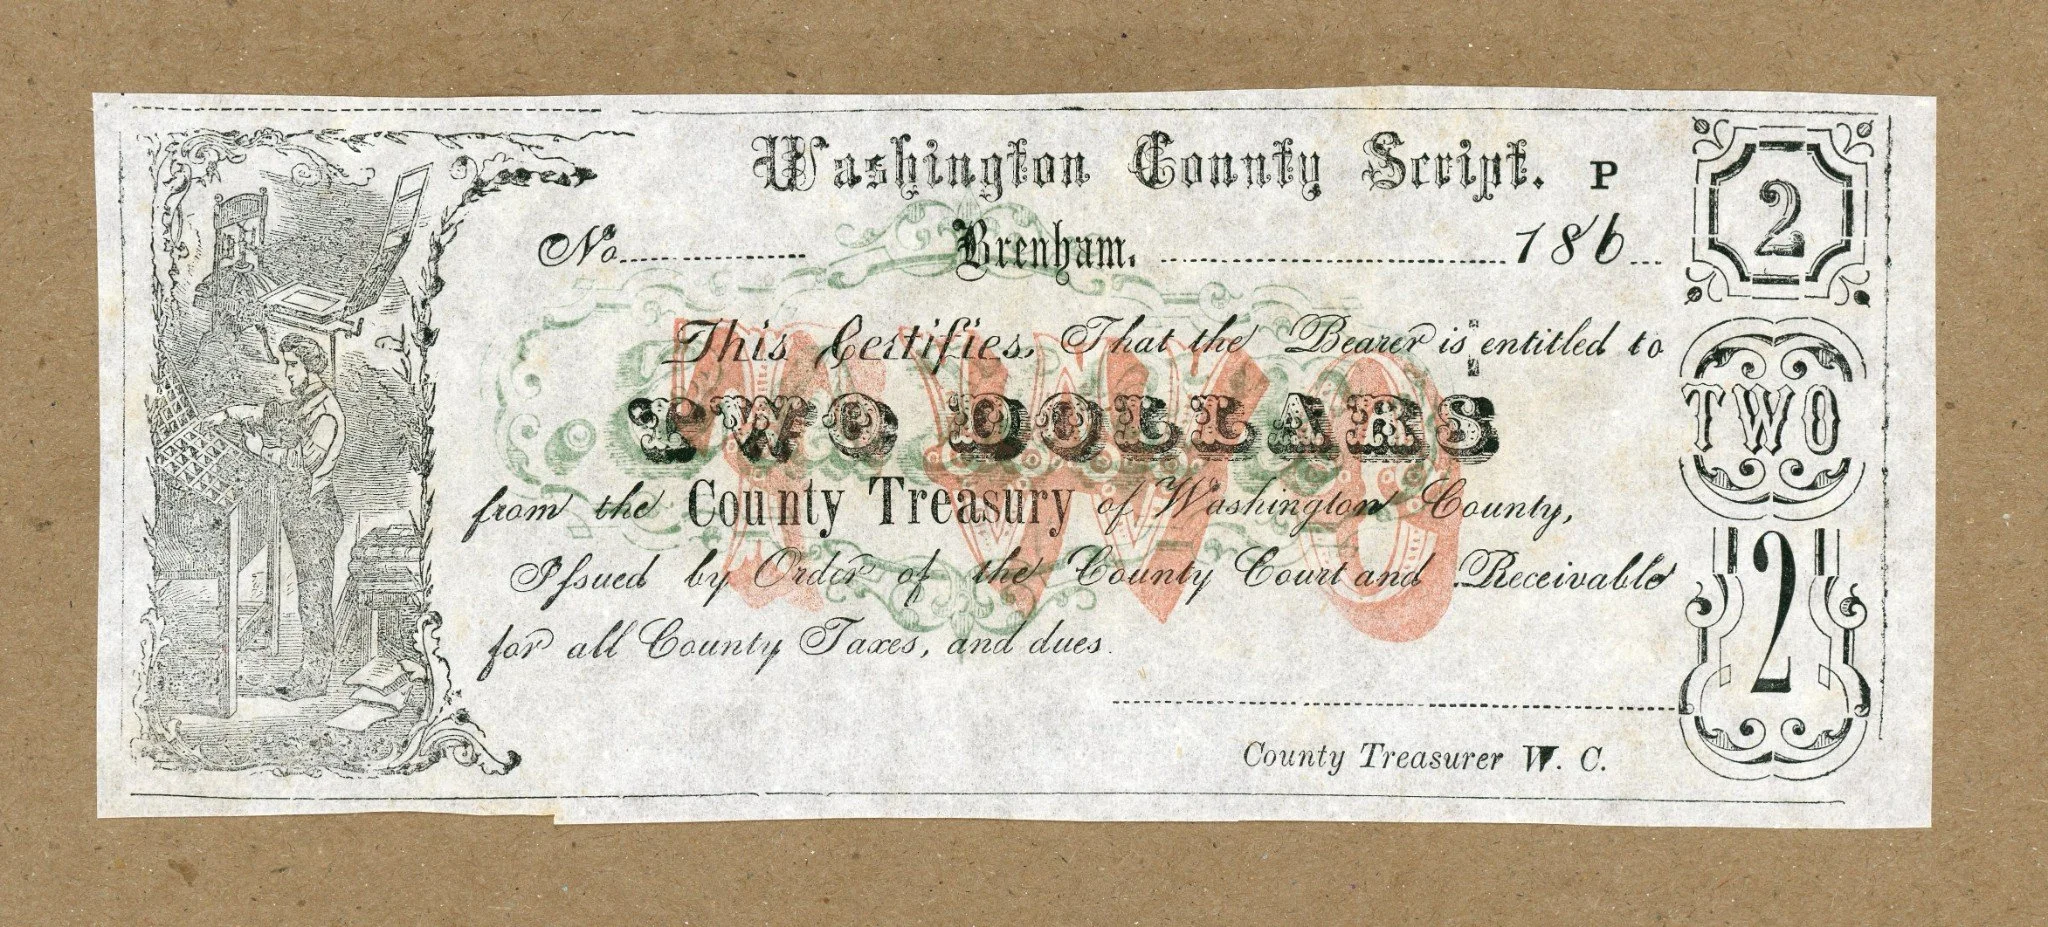 Washington County Script. P
No. Brenham. 186
2
This Certifies, That the Bearer is entitled to
TWO DOLLARS
TWO
TWO
from the County Treasury of Washington County,
Issued by Order of the County Court and Receivable
for all County Taxes, and dues.
2
County Treasurer W. C.